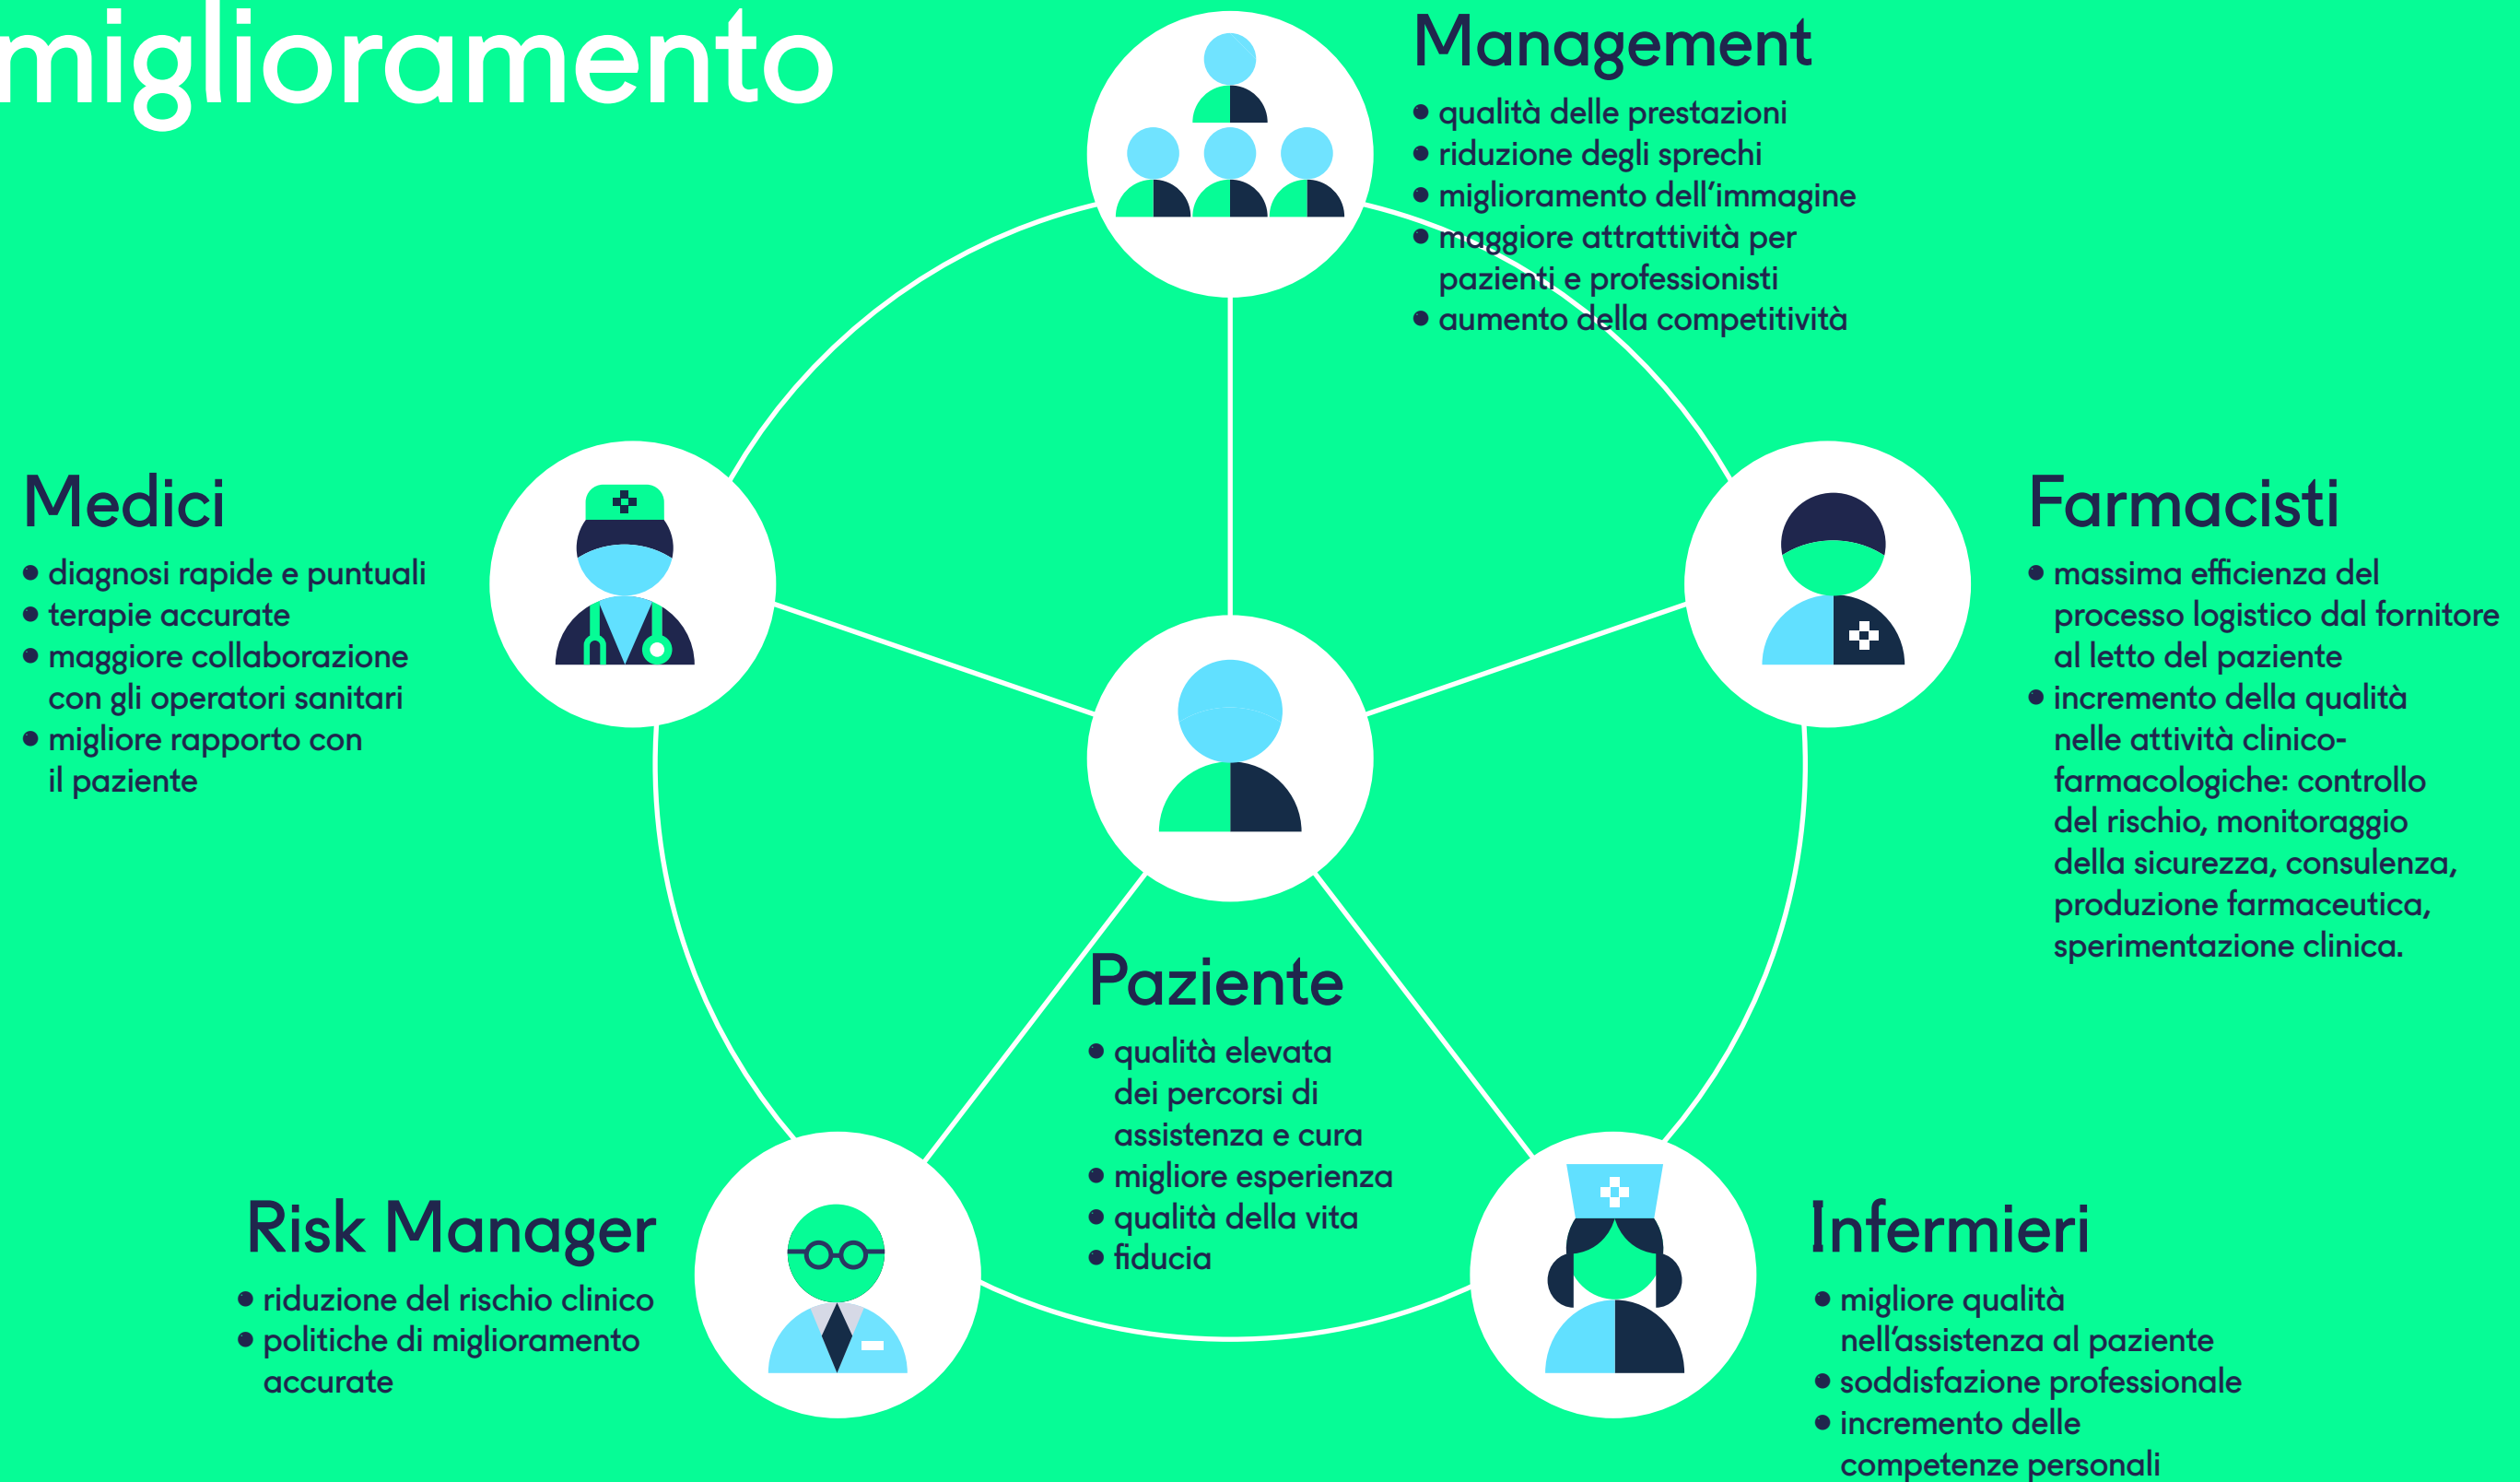 miglioramento
Management
• qualità delle prestazioni
• riduzione degli sprechi
• miglioramento dell’immagine
• maggiore attrattività per
pazienti e professionisti
• aumento della competitività
Medici
• diagnosi rapide e puntuali
• terapie accurate
• maggiore collaborazione
con gli operatori sanitari
• migliore rapporto con
il paziente
Farmacisti
• massima efficienza del
processo logistico dal fornitore
al letto del paziente
• incremento della qualità
nelle attività clinico-
farmacologiche: controllo
del rischio, monitoraggio
della sicurezza, consulenza,
produzione farmaceutica,
sperimentazione clinica.
Paziente
• qualità elevata
dei percorsi di
assistenza e cura
• migliore esperienza
• qualità della vita
• fiducia
Risk Manager
• riduzione del rischio clinico
• politiche di miglioramento
accurate
Infermieri
• migliore qualità
nell’assistenza al paziente
• soddisfazione professionale
• incremento delle
competenze personali